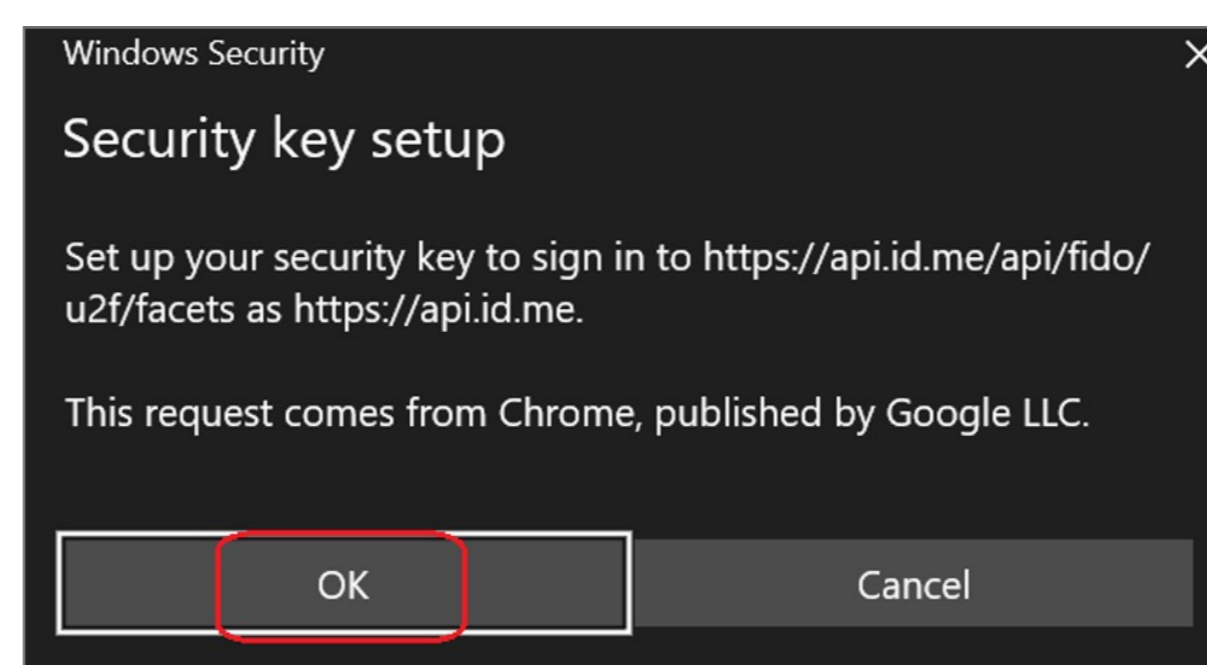 Windows Security
Security key setup
Set up your security key to sign in to https://api.id.me/api/fido/
u2f/facets as https://api.id.me.
This request comes from Chrome, published by Google LLC.
OK
Cancel